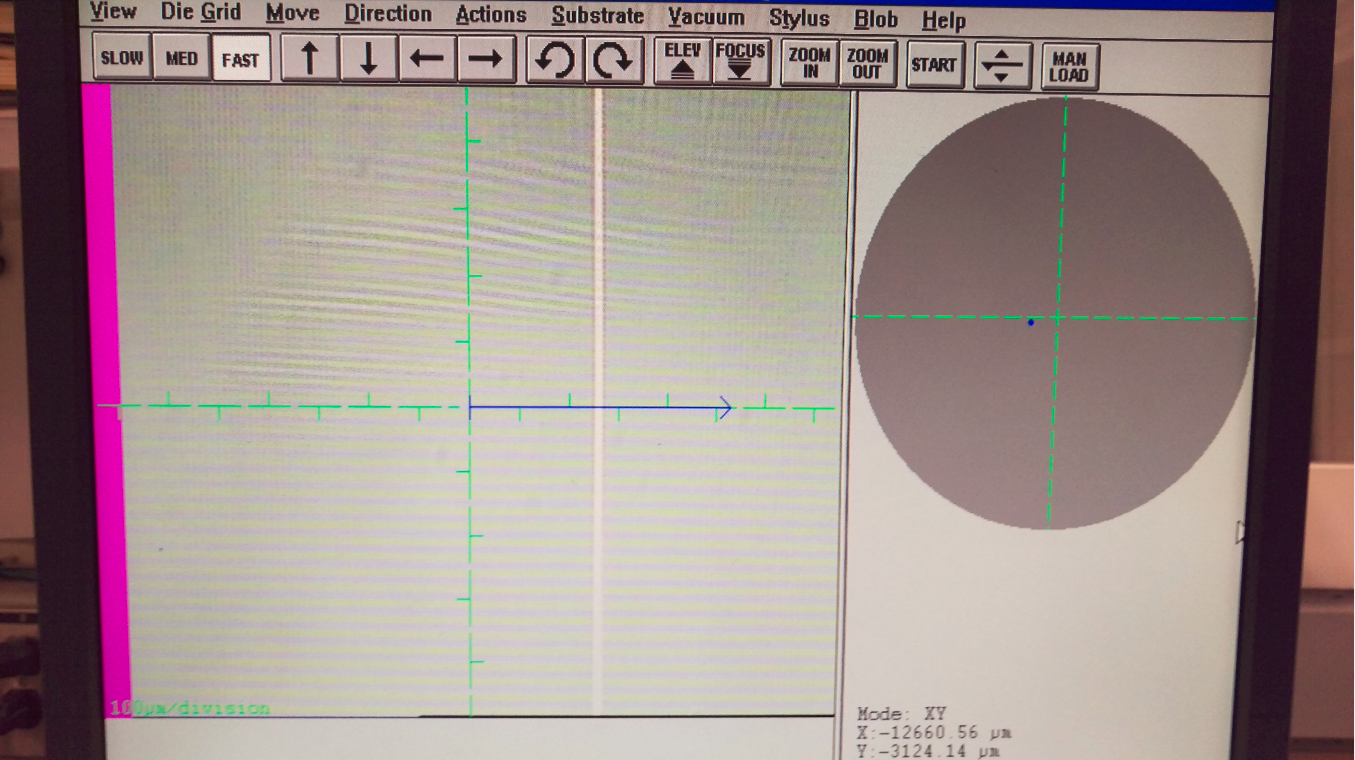 View Die Grid Move Direction Actions Substrate Vacuum Stylus Blob Help
SLOW MED FAST ELEV FOCUS ZOOM IN ZOOM OUT START MAN LOAD
100µm/division
Mode: XY
X:-12660.56 µm
Y:-3124.14 µm